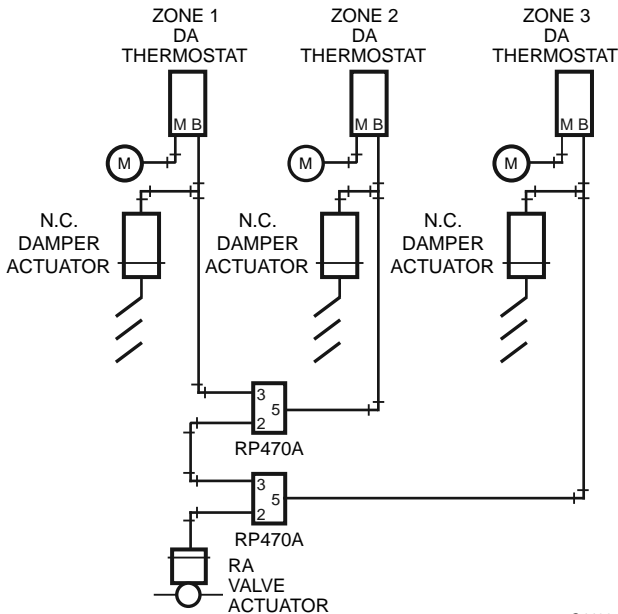 ZONE 1
DA
THERMOSTAT
ZONE 2
DA
THERMOSTAT
ZONE 3
DA
THERMOSTAT
M B
M B
M B
M
M
M
N.C.
DAMPER
ACTUATOR
N.C.
DAMPER
ACTUATOR
N.C.
DAMPER
ACTUATOR
3
5
2
RP470A
3
5
2
RP470A
RA
VALVE
ACTUATOR